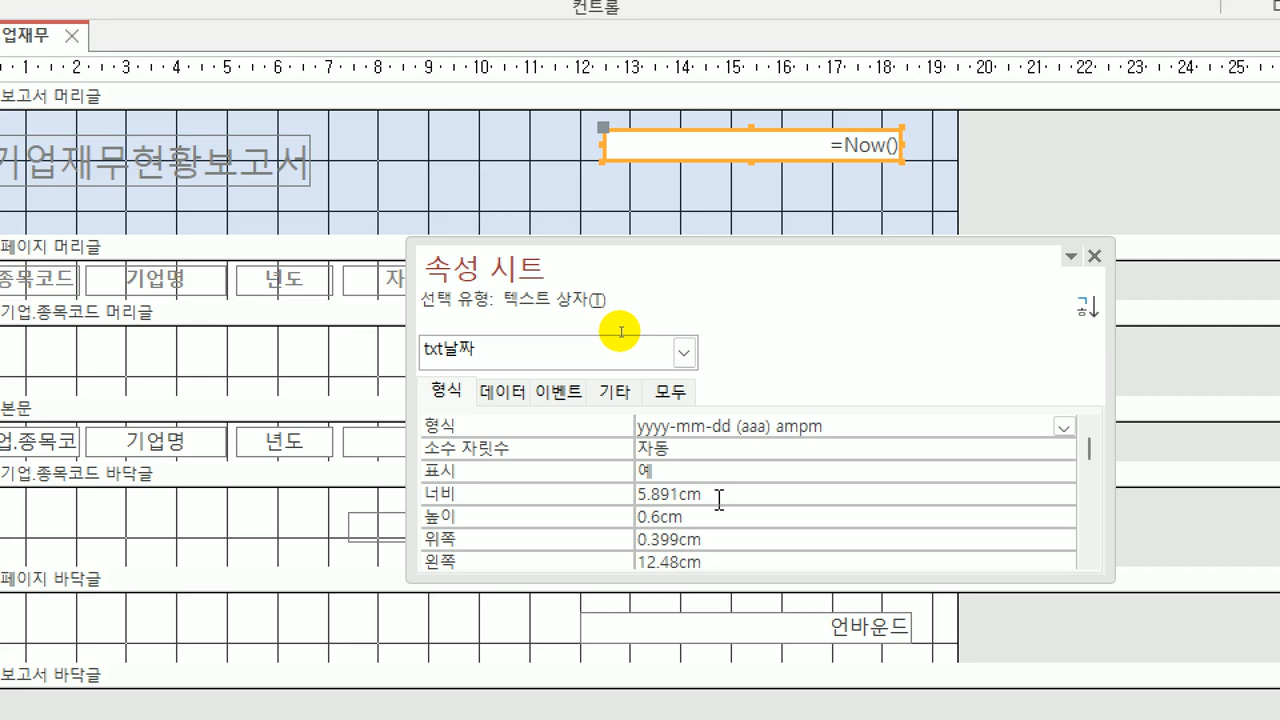 컨트롤
업재무
1 2 3 4 5 6 7 8 9 10 11 12 13 14 15 16 17 18 19 20 21 22 23 24 25
보고서 머리글
기업재무현황보고서
=Now()
페이지 머리글
종목코드 기업명 년도 자
기업.종목코드 머리글
본문
업.종목코 기업명 년도
기업.종목코드 바닥글
페이지 바닥글
언바운드
보고서 바닥글
속성 시트
선택 유형: 텍스트 상자(T)
txt날짜
형식 데이터 이벤트 기타 모두
형식 yyyy-mm-dd (aaa) ampm
소수 자릿수 자동
표시 예
너비 5.891cm
높이 0.6cm
위쪽 0.399cm
왼쪽 12.48cm